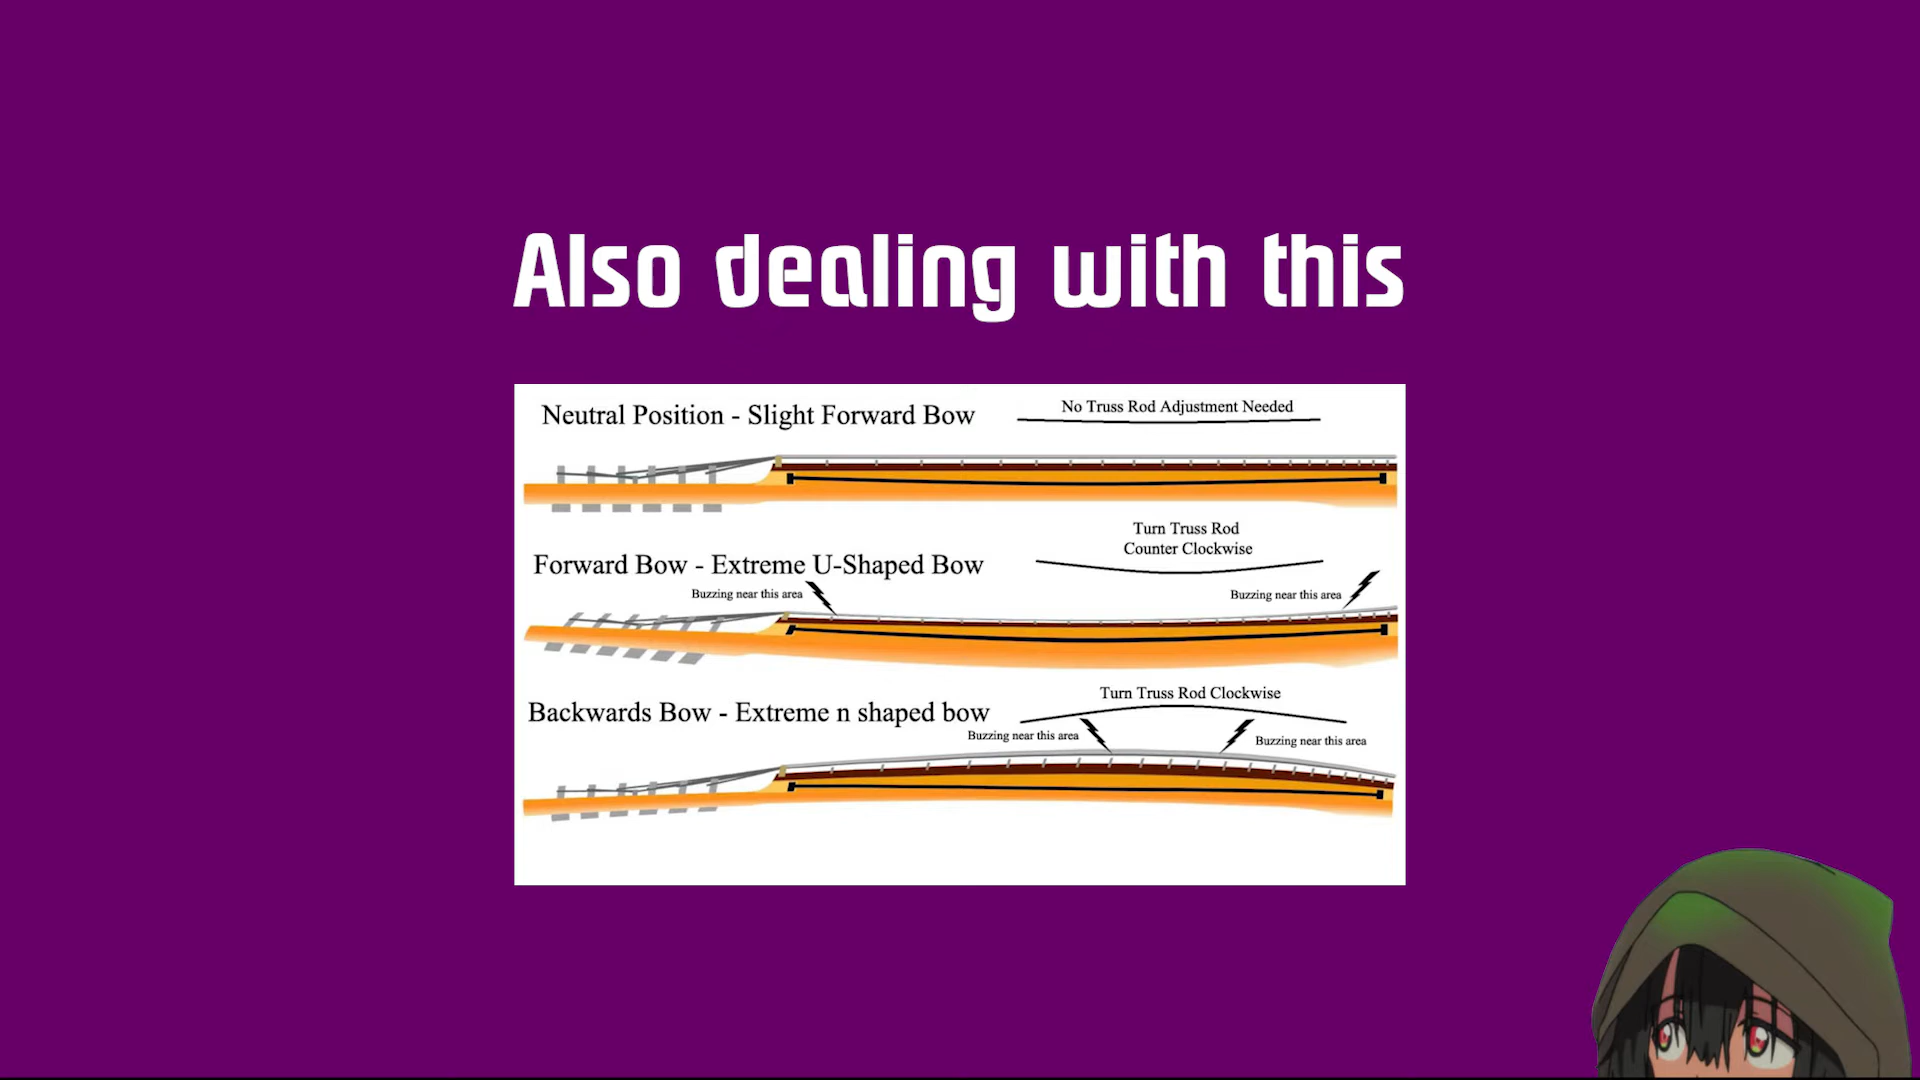 Also dealing with this
Neutral Position - Slight Forward Bow
No Truss Rod Adjustment Needed
Turn Truss Rod
Counter Clockwise
Forward Bow - Extreme U-Shaped Bow
Buzzing near this area
Buzzing near this area
Turn Truss Rod Clockwise
Backwards Bow - Extreme n shaped bow
Buzzing near this area
Buzzing near this area